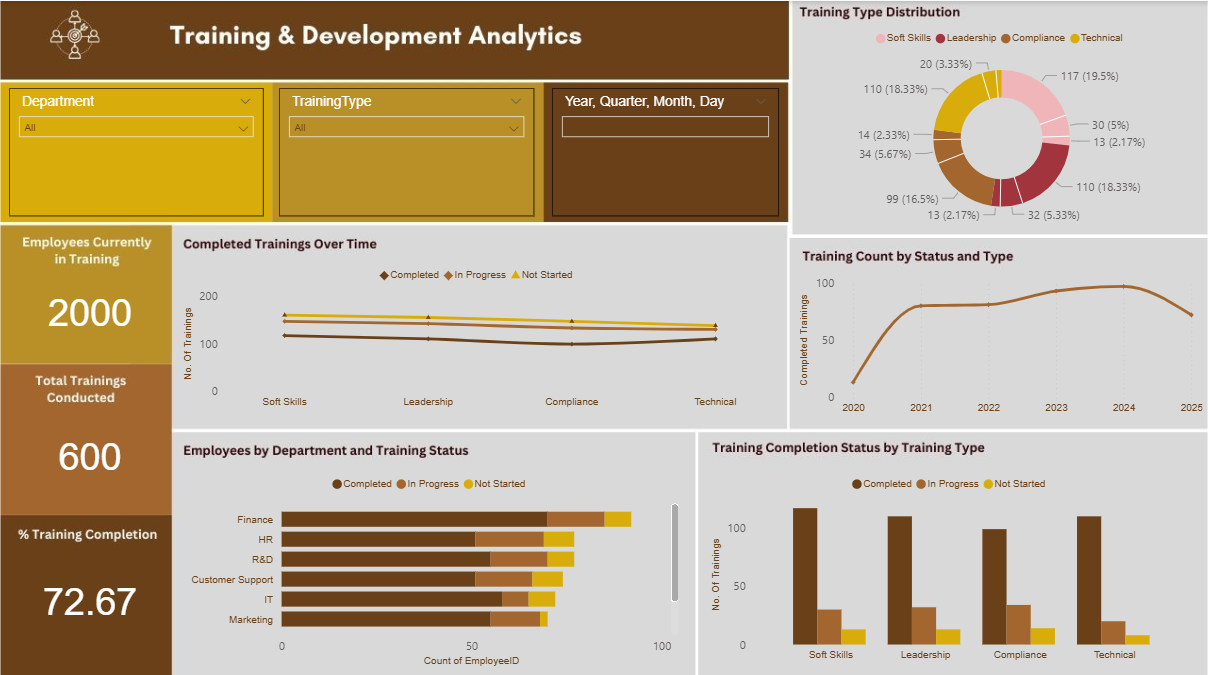 Training & Development Analytics
Department
All
TrainingType
All
Year, Quarter, Month, Day
Training Type Distribution
Soft Skills Leadership Compliance Technical
20 (3.33%)
117 (19.5%)
110 (18.33%)
30 (5%)
14 (2.33%)
13 (2.17%)
34 (5.67%)
110 (18.33%)
99 (16.5%)
13 (2.17%)
32 (5.33%)
Employees Currently
in Training
2000
Total Trainings
Conducted
600
% Training Completion
72.67
Completed Trainings Over Time
Completed In Progress Not Started
No. Of Trainings
200
100
0
Soft Skills Leadership Compliance Technical
Training Count by Status and Type
Completed Trainings
100
50
0
2020 2021 2022 2023 2024 2025
Employees by Department and Training Status
Completed In Progress Not Started
Finance
HR
R&D
Customer Support
IT
Marketing
0 50 100
Count of EmployeeID
Training Completion Status by Training Type
Completed In Progress Not Started
No. Of Trainings
100
50
0
Soft Skills Leadership Compliance Technical